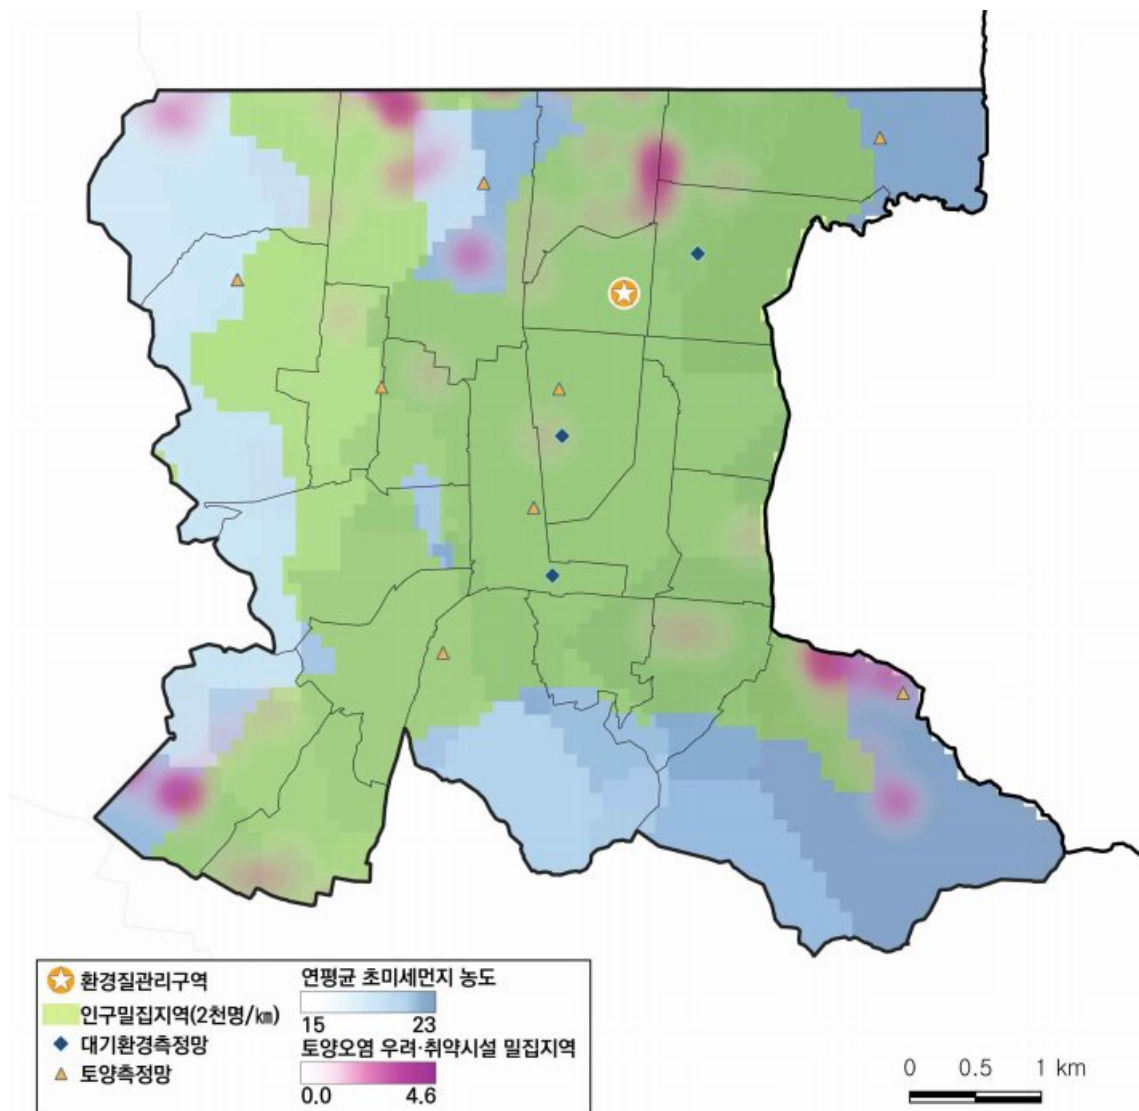 환경질관리구역
인구밀집지역(2천명/㎢)
대기환경측정망
토양측정망
연평균 초미세먼지 농도
15 23
토양오염 우려·취약시설 밀집지역
0.0 4.6
0 0.5 1 km